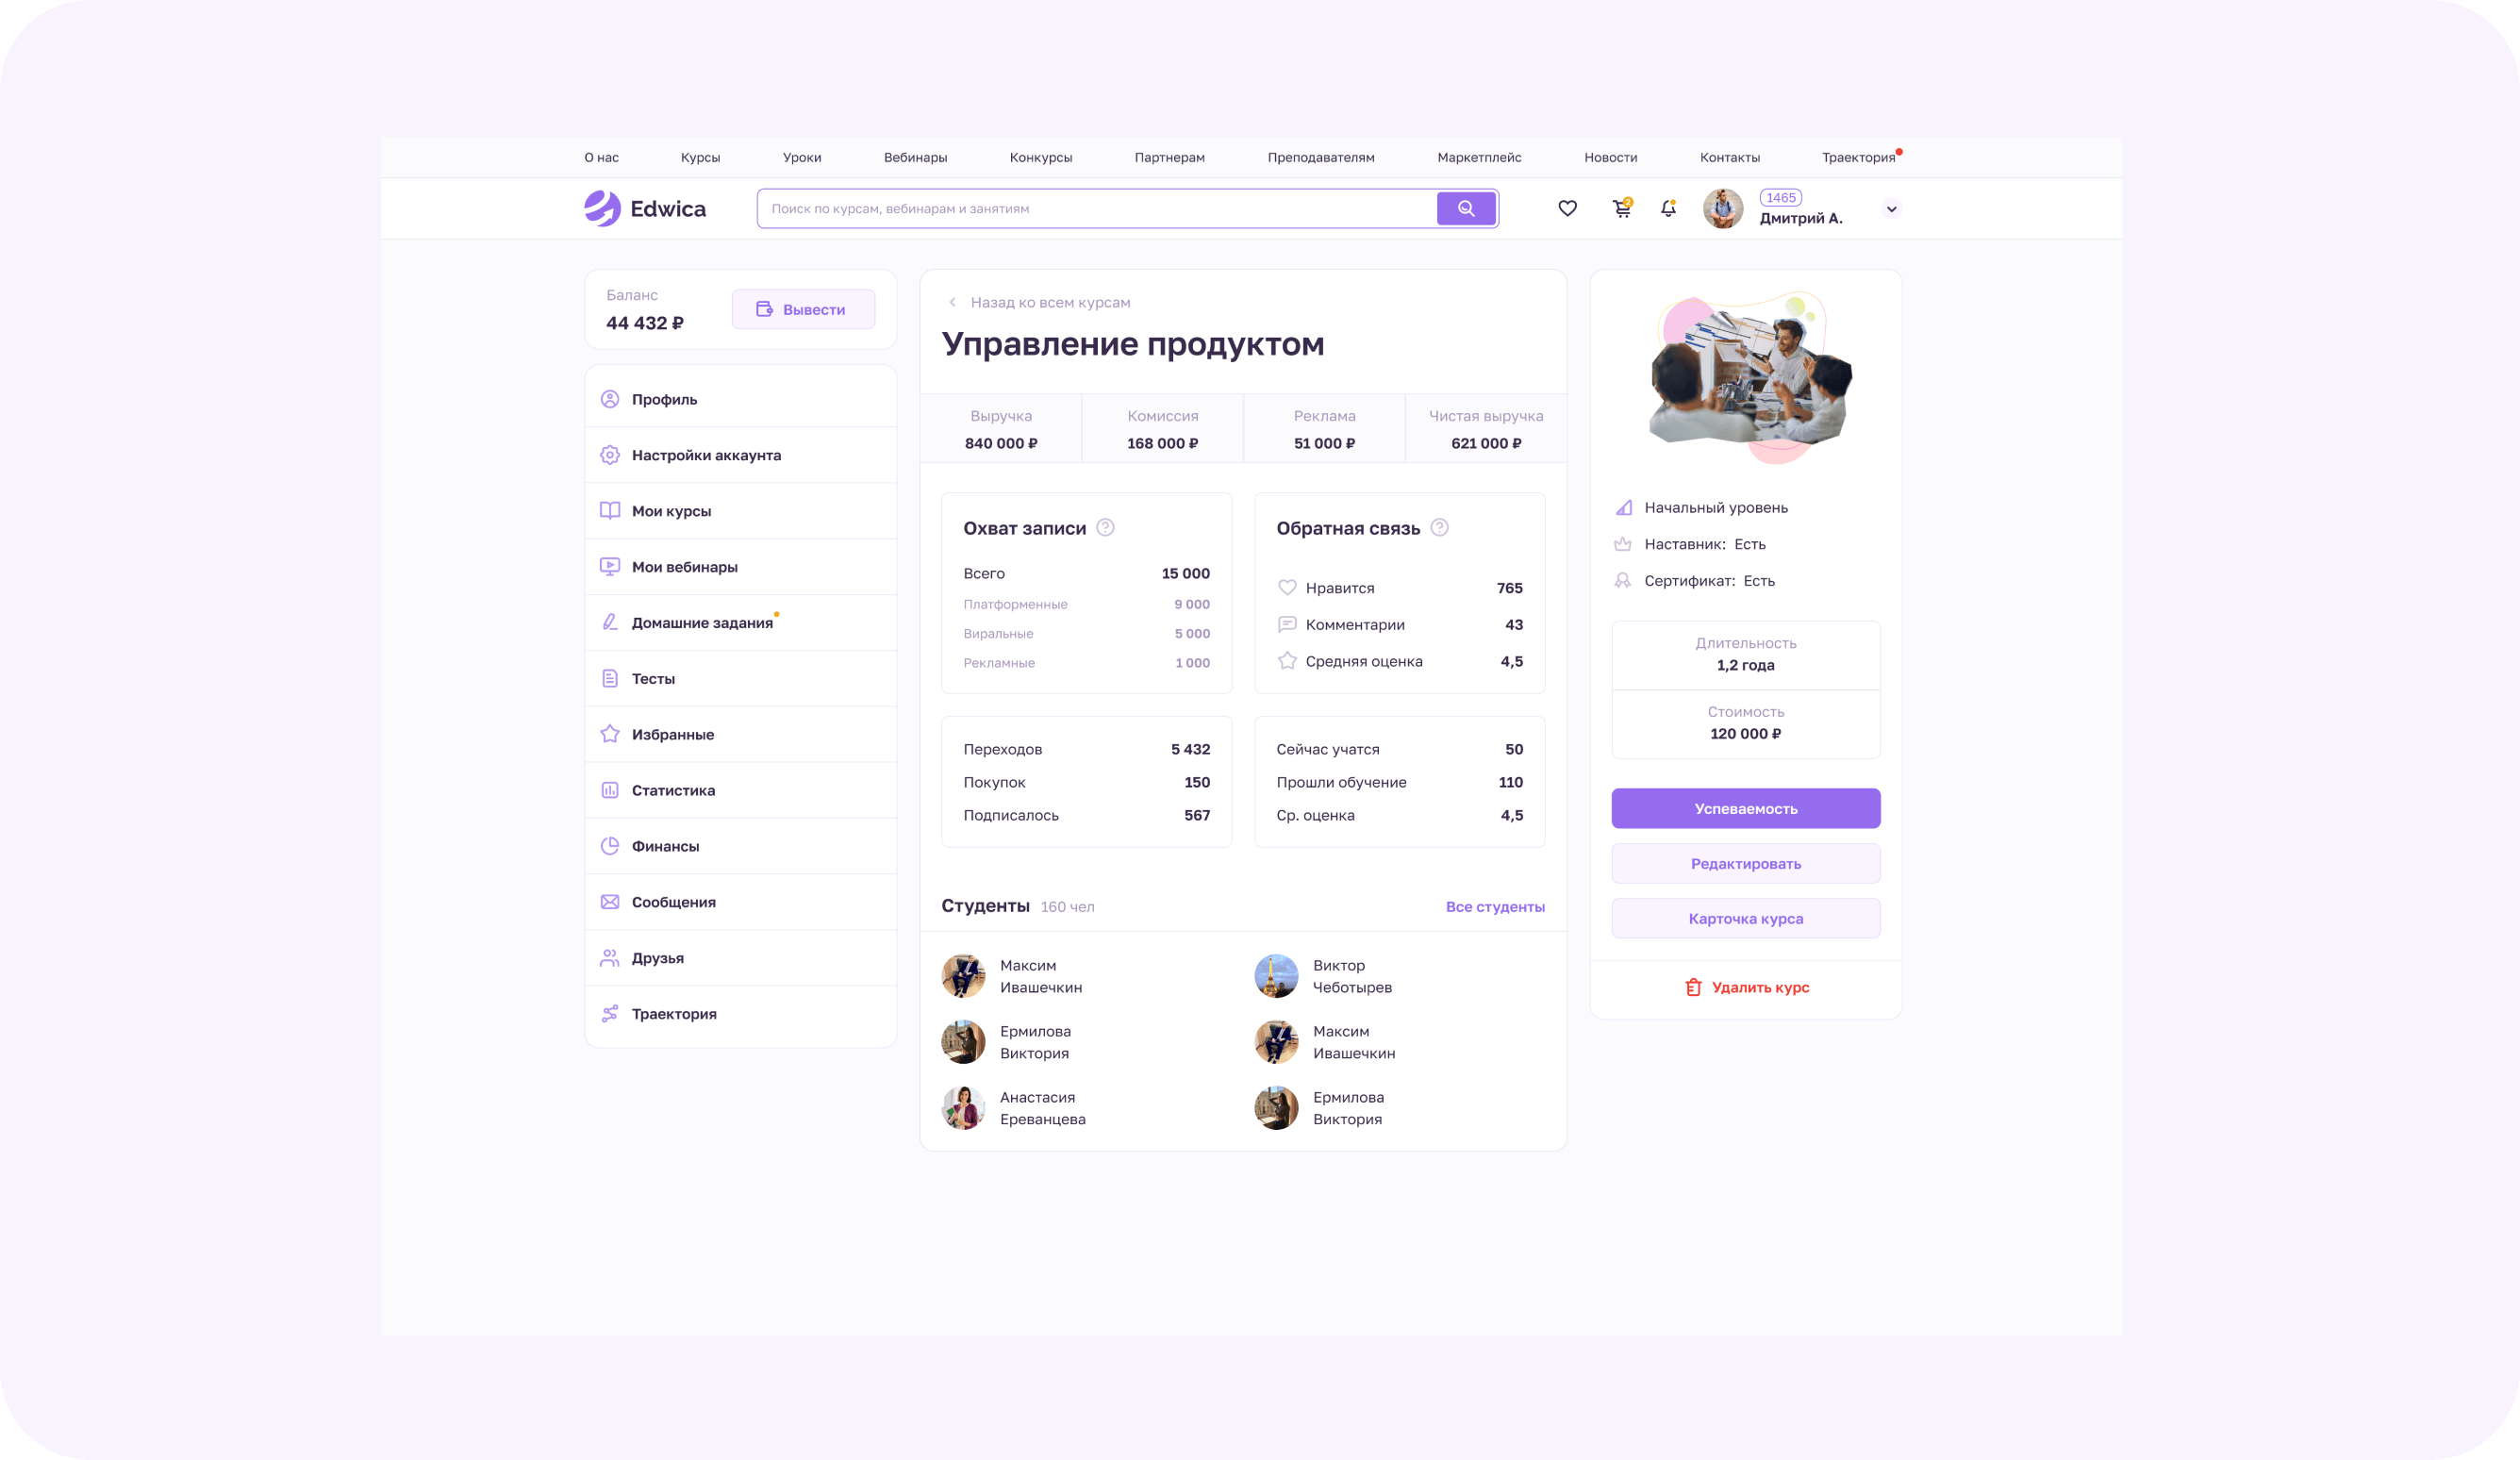 О нас
Курсы
Уроки
Вебинары
Конкурсы
Партнерам
Преподавателям
Маркетплейс
Новости
Контакты
Траектория
Edwica
Поиск по курсам, вебинарам и занятиям
2
1465
Дмитрий А.
Баланс
44 432 ₽
Вывести
Профиль
Настройки аккаунта
Мои курсы
Мои вебинары
Домашние задания
Тесты
Избранные
Статистика
Финансы
Сообщения
Друзья
Траектория
Назад ко всем курсам
Управление продуктом
Выручка
840 000 ₽
Комиссия
168 000 ₽
Реклама
51 000 ₽
Чистая выручка
621 000 ₽
Охват записи
Всего 15 000
Платформенные 9 000
Виральные 5 000
Рекламные 1 000
Обратная связь
Нравится 765
Комментарии 43
Средняя оценка 4,5
Переходов 5 432
Покупок 150
Подписалось 567
Сейчас учатся 50
Прошли обучение 110
Ср. оценка 4,5
Студенты 160 чел
Все студенты
Максим
Ивашечкин
Виктор
Чеботырев
Ермилова
Виктория
Максим
Ивашечкин
Анастасия
Ереванцева
Ермилова
Виктория
Начальный уровень
Наставник: Есть
Сертификат: Есть
Длительность
1,2 года
Стоимость
120 000 ₽
Успеваемость
Редактировать
Карточка курса
Удалить курс